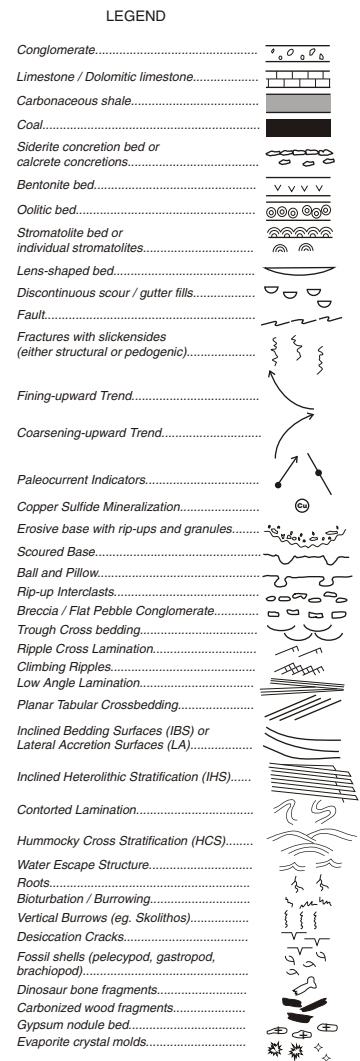 LEGEND
Conglomerate................................................
Limestone / Dolomitic limestone...................
Carbonaceous shale.....................................
Coal................................................................
Siderite concretion bed or
calcrete concretions......................................
Bentonite bed................................................
Oolitic bed.....................................................
Stromatolite bed or
individual stromatolites.................................
Lens-shaped bed..........................................
Discontinuous scour / gutter fills...................
Fault...............................................................
Fractures with slickensides
(either structural or pedogenic)....................
Fining-upward Trend.....................................
Coarsening-upward Trend.............................
Paleocurrent Indicators.................................
Copper Sulfide Mineralization.......................
Cu
Erosive base with rip-ups and granules........
Scoured Base................................................
Ball and Pillow...............................................
Rip-up Interclasts..........................................
Breccia / Flat Pebble Conglomerate.............
Trough Cross bedding...................................
Ripple Cross Lamination...............................
Climbing Ripples...........................................
Low Angle Lamination...................................
Planar Tabular Crossbedding.......................
Inclined Bedding Surfaces (IBS) or
Lateral Accretion Surfaces (LA)..................
Inclined Heterolithic Stratification (IHS)......
Contorted Lamination...................................
Hummocky Cross Stratification (HCS)........
Water Escape Structure...............................
Roots............................................................
Bioturbation / Burrowing...............................
Vertical Burrows (eg. Skolithos).................
Desiccation Cracks.....................................
Fossil shells (pelecypod, gastropod,
brachiopod).................................................
Dinosaur bone fragments...........................
Carbonized wood fragments......................
Gypsum nodule bed...................................
Evaporite crystal molds..............................